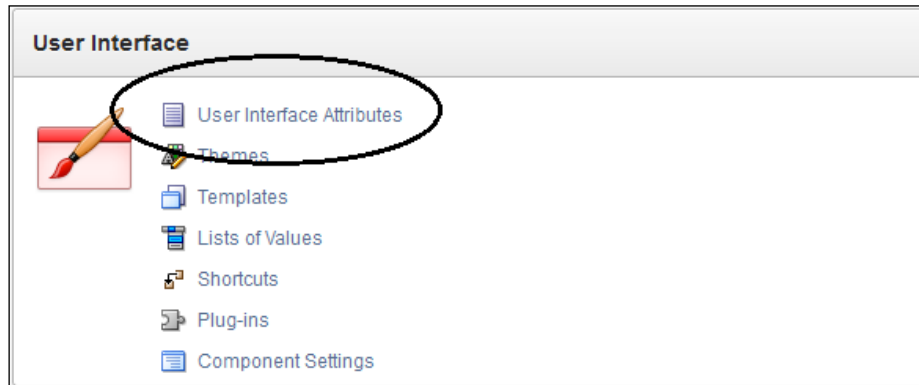 User Interface
User Interface Attributes
Themes
Templates
Lists of Values
Shortcuts
Plug-ins
Component Settings